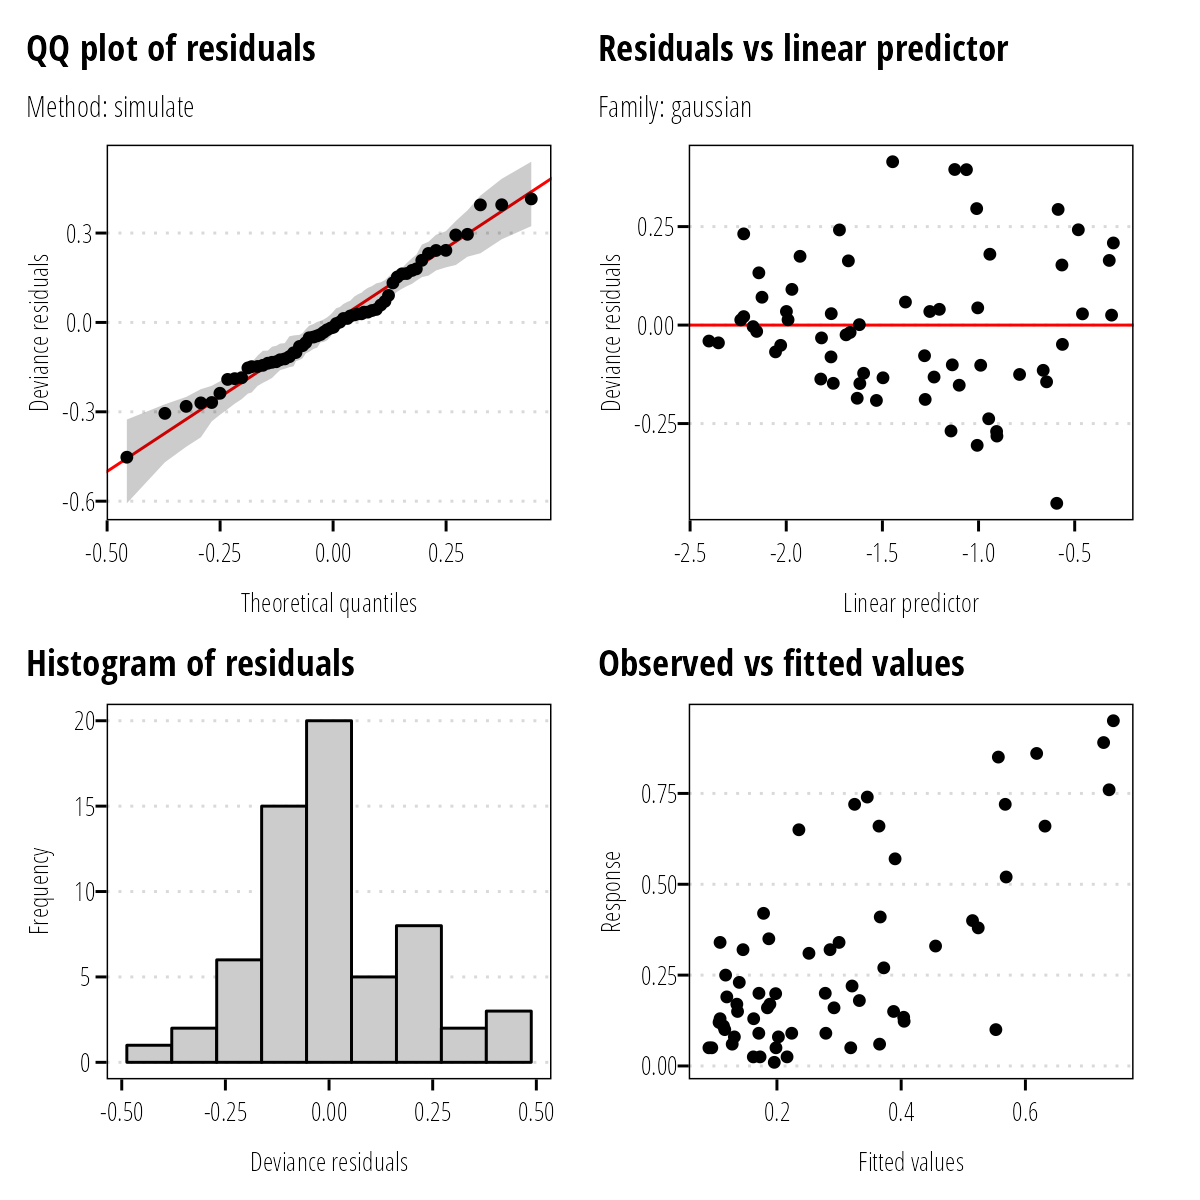 QQ plot of residuals
Method: simulate
Deviance residuals
0.3
0.0
-0.3
-0.6
-0.50 -0.25 0.00 0.25
Theoretical quantiles
Residuals vs linear predictor
Family: gaussian
Deviance residuals
0.25
0.00
-0.25
-2.5 -2.0 -1.5 -1.0 -0.5
Linear predictor
Histogram of residuals
Frequency
20
15
10
5
0
-0.50 -0.25 0.00 0.25 0.50
Deviance residuals
Observed vs fitted values
Response
0.75
0.50
0.25
0.00
0.2 0.4 0.6
Fitted values